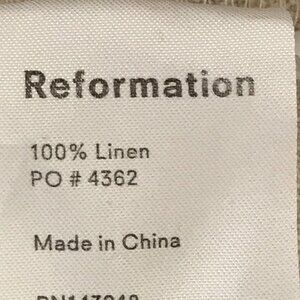 Reformation
100% Linen
PO # 4362
Made in China